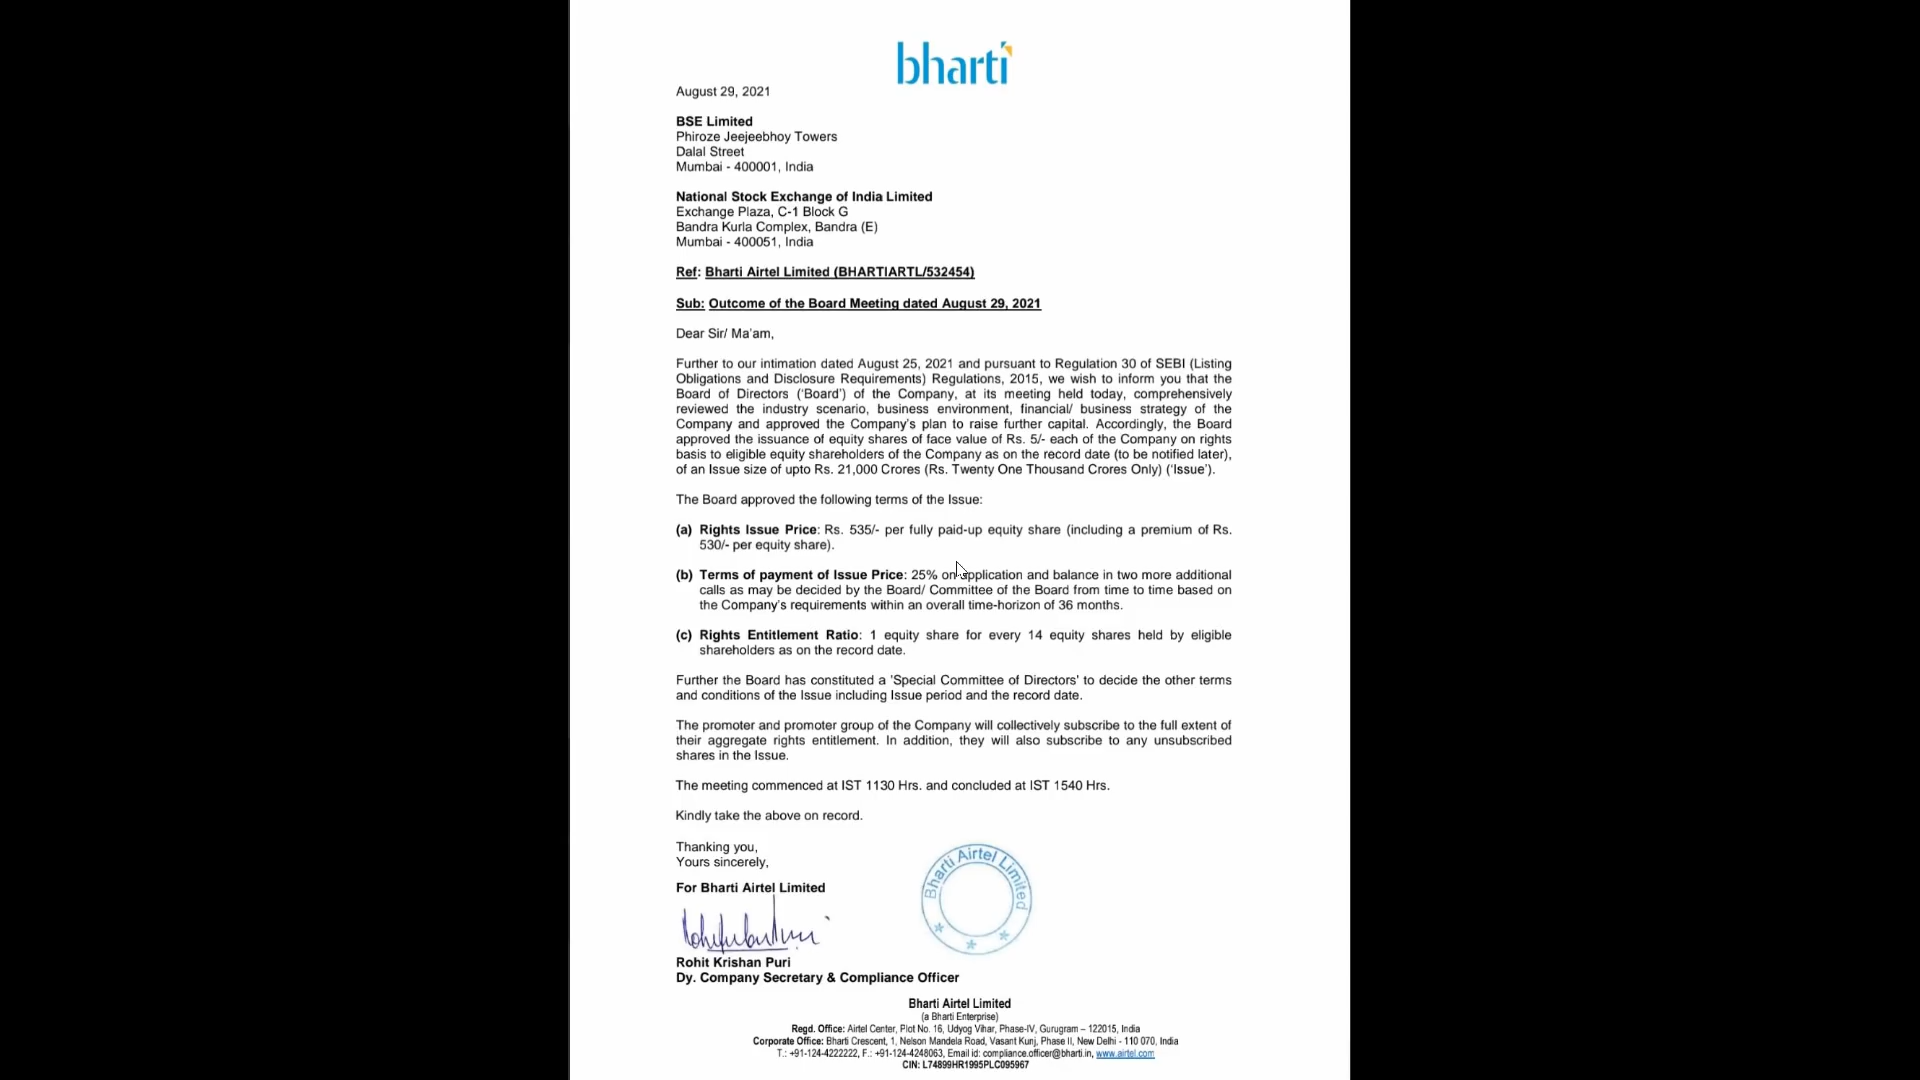 bharti
August 29, 2021
BSE Limited
Phiroze Jeejeebhoy Towers
Dalal Street
Mumbai - 400001, India
National Stock Exchange of India Limited
Exchange Plaza, C-1 Block G
Bandra Kurla Complex, Bandra (E)
Mumbai - 400051, India
Ref: Bharti Airtel Limited (BHARTIARTL/532454)
Sub: Outcome of the Board Meeting dated August 29, 2021
Dear Sir/ Ma'am,
Further to our intimation dated August 25, 2021 and pursuant to Regulation 30 of SEBI (Listing
Obligations and Disclosure Requirements) Regulations, 2015, we wish to inform you that the
Board of Directors ('Board') of the Company, at its meeting held today, comprehensively
reviewed the industry scenario, business environment, financial/ business strategy of the
Company and approved the Company's plan to raise further capital. Accordingly, the Board
approved the issuance of equity shares of face value of Rs. 5/- each of the Company on rights
basis to eligible equity shareholders of the Company as on the record date (to be notified later),
of an Issue size of upto Rs. 21,000 Crores (Rs. Twenty One Thousand Crores Only) ('Issue').
The Board approved the following terms of the Issue:
(a) Rights Issue Price: Rs. 535/- per fully paid-up equity share (including a premium of Rs.
530/- per equity share).
(b) Terms of payment of Issue Price: 25% on application and balance in two more additional
calls as may be decided by the Board/ Committee of the Board from time to time based on
the Company's requirements within an overall time-horizon of 36 months.
(c) Rights Entitlement Ratio: 1 equity share for every 14 equity shares held by eligible
shareholders as on the record date.
Further the Board has constituted a 'Special Committee of Directors' to decide the other terms
and conditions of the Issue including Issue period and the record date.
The promoter and promoter group of the Company will collectively subscribe to the full extent of
their aggregate rights entitlement. In addition, they will also subscribe to any unsubscribed
shares in the Issue.
The meeting commenced at IST 1130 Hrs. and concluded at IST 1540 Hrs.
Kindly take the above on record.
Thanking you,
Yours sincerely,
For Bharti Airtel Limited
Bharti Airtel Limited
Rohit Krishan Puri
Dy. Company Secretary & Compliance Officer
Bharti Airtel Limited
(a Bharti Enterprise)
Regd. Office: Airtel Center, Plot No. 16, Udyog Vihar, Phase-IV, Gurugram – 122015, India
Corporate Office: Bharti Crescent, 1, Nelson Mandela Road, Vasant Kunj, Phase II, New Delhi - 110 070, India
T.: +91-124-4222222, F.: +91-124-4248063, Email id: compliance.officer@bharti.in, www.airtel.com
CIN: L74899HR1995PLC095967